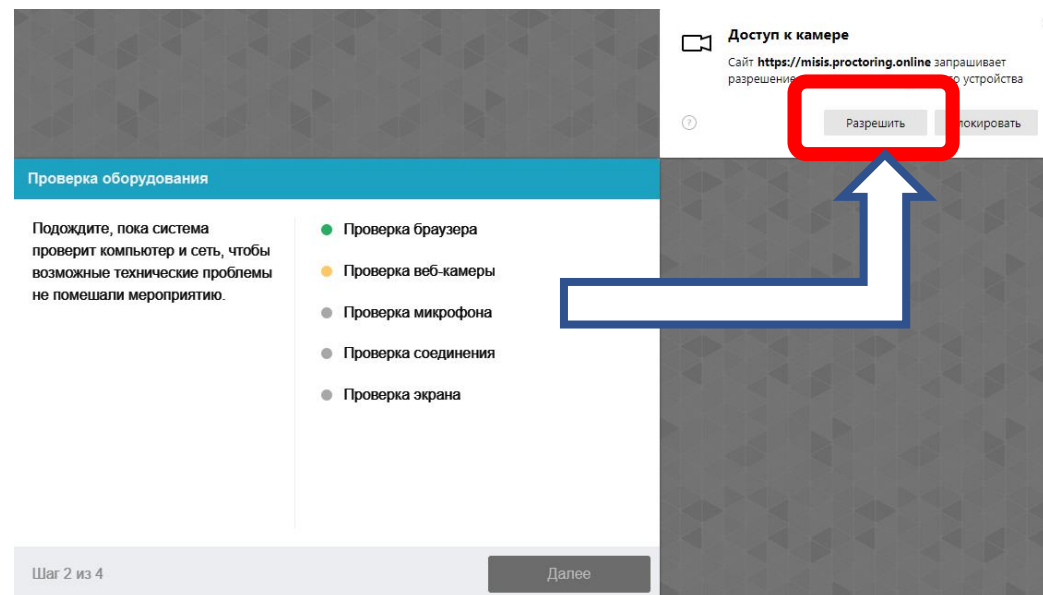 Доступ к камере
Сайт https://misis.proctoring.online запрашивает
разрешение устройства
Разрешить
Проверка оборудования
Подождите, пока система
проверит компьютер и сеть, чтобы
возможные технические проблемы
не помешали мероприятию.
Проверка браузера
Проверка веб-камеры
Проверка микрофона
Проверка соединения
Проверка экрана
Шаг 2 из 4
Далее